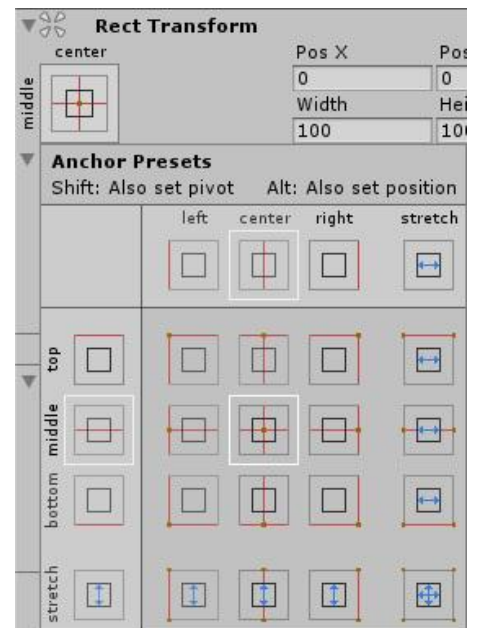 Rect Transform
center
Pos X
Pos
middle
0
0
Width
Hei
100
10
Anchor Presets
Shift: Also set pivot Alt: Also set position
left center right stretch
top
middle
bottom
stretch